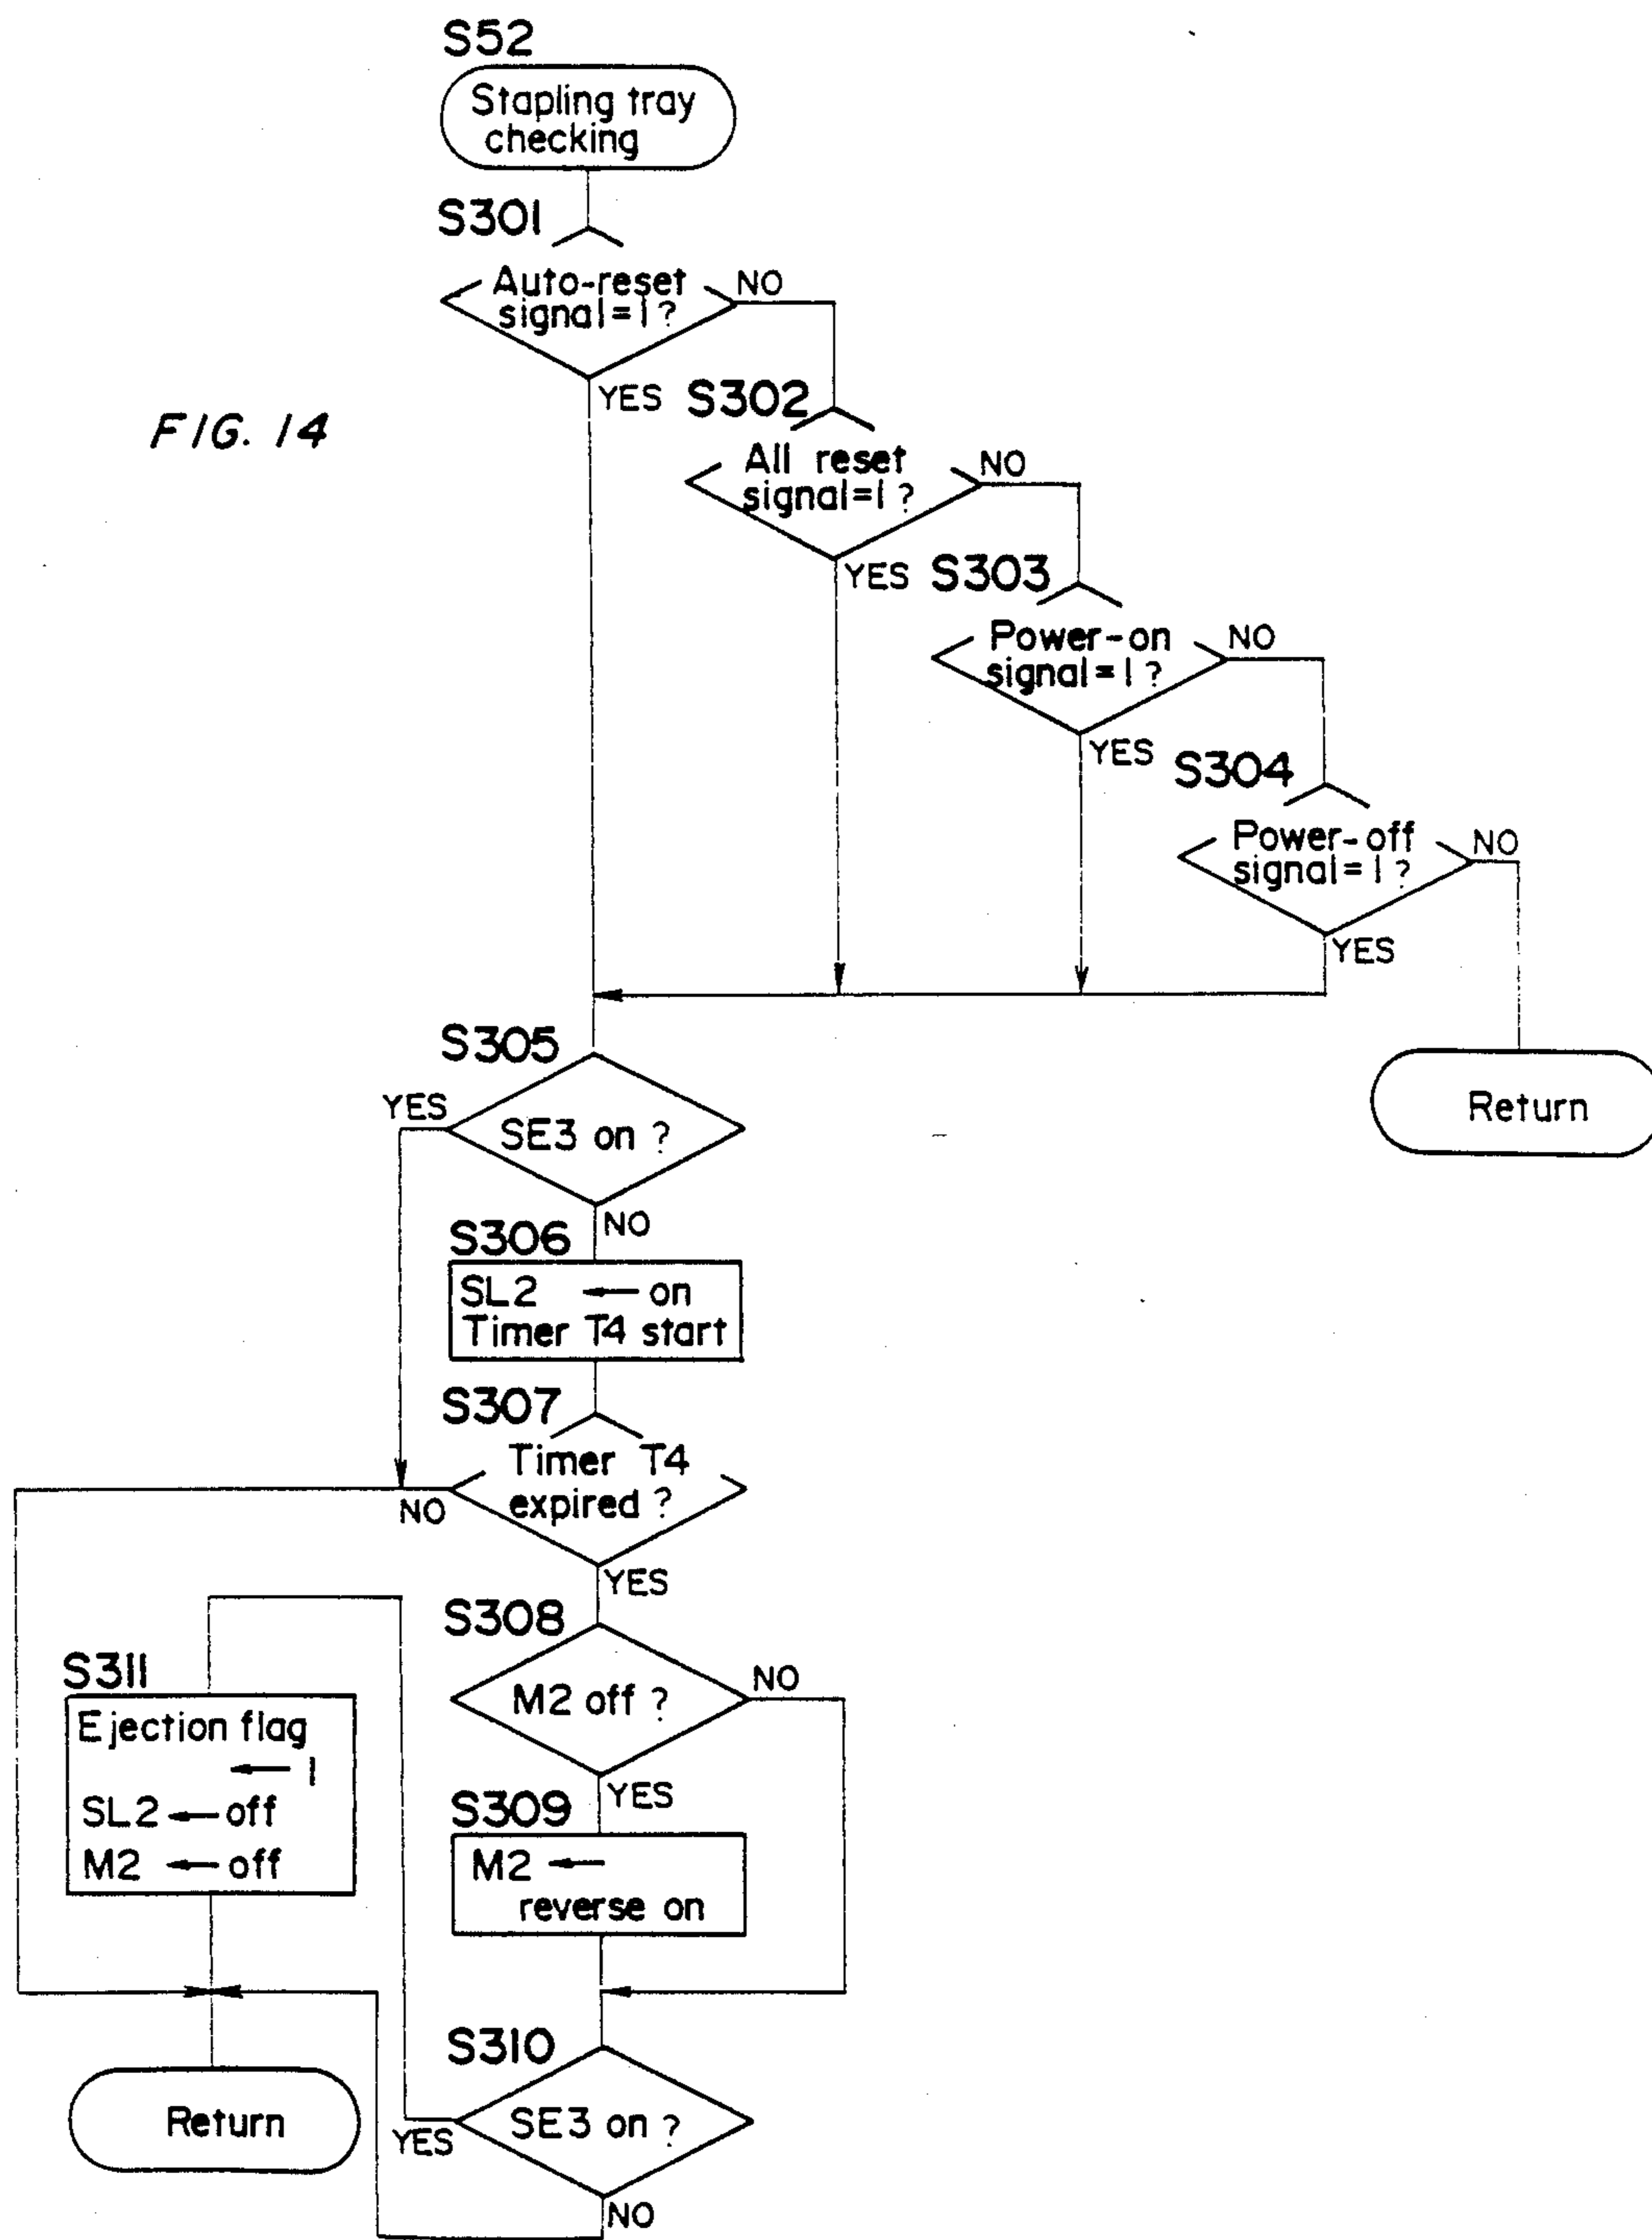 S52
Stapling tray
checking
S301
Auto-reset
signal=1?
NO
YES
FIG. 14
S302
All reset
signal=1?
NO
YES
S303
Power-on
signal=1?
NO
YES
S304
Power-off
signal=1?
NO
YES
Return
S305
SE3 on ?
YES
NO
S306
SL2 ← on
Timer T4 start
S307
Timer T4
expired ?
NO
YES
S308
M2 off ?
NO
YES
S309
M2 ←
reverse on
S310
SE3 on ?
YES
NO
S311
Ejection flag
← 1
SL2 ← off
M2 ← off
Return